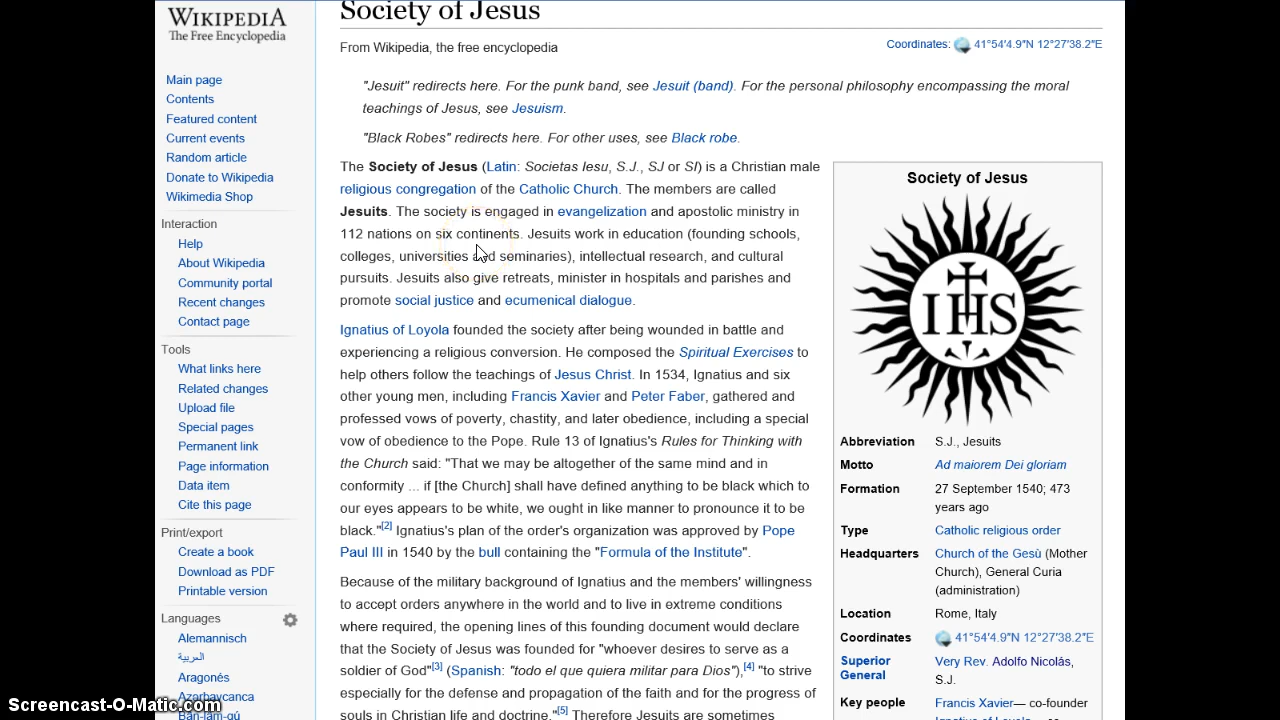 WIKIPEDIA
The Free Encyclopedia
Main page
Contents
Featured content
Current events
Random article
Donate to Wikipedia
Wikimedia Shop
Interaction
Help
About Wikipedia
Community portal
Recent changes
Contact page
Tools
What links here
Related changes
Upload file
Special pages
Permanent link
Page information
Data item
Cite this page
Print/export
Create a book
Download as PDF
Printable version
Languages
Alemannisch
العربية
Aragonés
Azərbaycanca
Bân-lâm-gú
Society of Jesus
From Wikipedia, the free encyclopedia
Coordinates: 41°54′4.9″N 12°27′38.2″E
"Jesuit" redirects here. For the punk band, see Jesuit (band). For the personal philosophy encompassing the moral
teachings of Jesus, see Jesuism.
"Black Robes" redirects here. For other uses, see Black robe.
The Society of Jesus (Latin: Societas Iesu, S.J., SJ or SI) is a Christian male
religious congregation of the Catholic Church. The members are called
Jesuits. The society is engaged in evangelization and apostolic ministry in
112 nations on six continents. Jesuits work in education (founding schools,
colleges, universities and seminaries), intellectual research, and cultural
pursuits. Jesuits also give retreats, minister in hospitals and parishes and
promote social justice and ecumenical dialogue.
Ignatius of Loyola founded the society after being wounded in battle and
experiencing a religious conversion. He composed the Spiritual Exercises to
help others follow the teachings of Jesus Christ. In 1534, Ignatius and six
other young men, including Francis Xavier and Peter Faber, gathered and
professed vows of poverty, chastity, and later obedience, including a special
vow of obedience to the Pope. Rule 13 of Ignatius's Rules for Thinking with
the Church said: "That we may be altogether of the same mind and in
conformity ... if [the Church] shall have defined anything to be black which to
our eyes appears to be white, we ought in like manner to pronounce it to be
black."[2] Ignatius's plan of the order's organization was approved by Pope
Paul III in 1540 by the bull containing the "Formula of the Institute".
Because of the military background of Ignatius and the members' willingness
to accept orders anywhere in the world and to live in extreme conditions
where required, the opening lines of this founding document would declare
that the Society of Jesus was founded for "whoever desires to serve as a
soldier of God"[3] (Spanish: "todo el que quiera militar para Dios"),[4] "to strive
especially for the defense and propagation of the faith and for the progress of
souls in Christian life and doctrine."[5] Therefore Jesuits are sometimes
Society of Jesus
IHS
Abbreviation S.J., Jesuits
Motto Ad maiorem Dei gloriam
Formation 27 September 1540; 473
years ago
Type Catholic religious order
Headquarters Church of the Gesù (Mother
Church), General Curia
(administration)
Location Rome, Italy
Coordinates 41°54′4.9″N 12°27′38.2″E
Superior General Very Rev. Adolfo Nicolás,
S.J.
Key people Francis Xavier— co-founder
Ignatius of Loyola— co-
Screencast-O-Matic.com